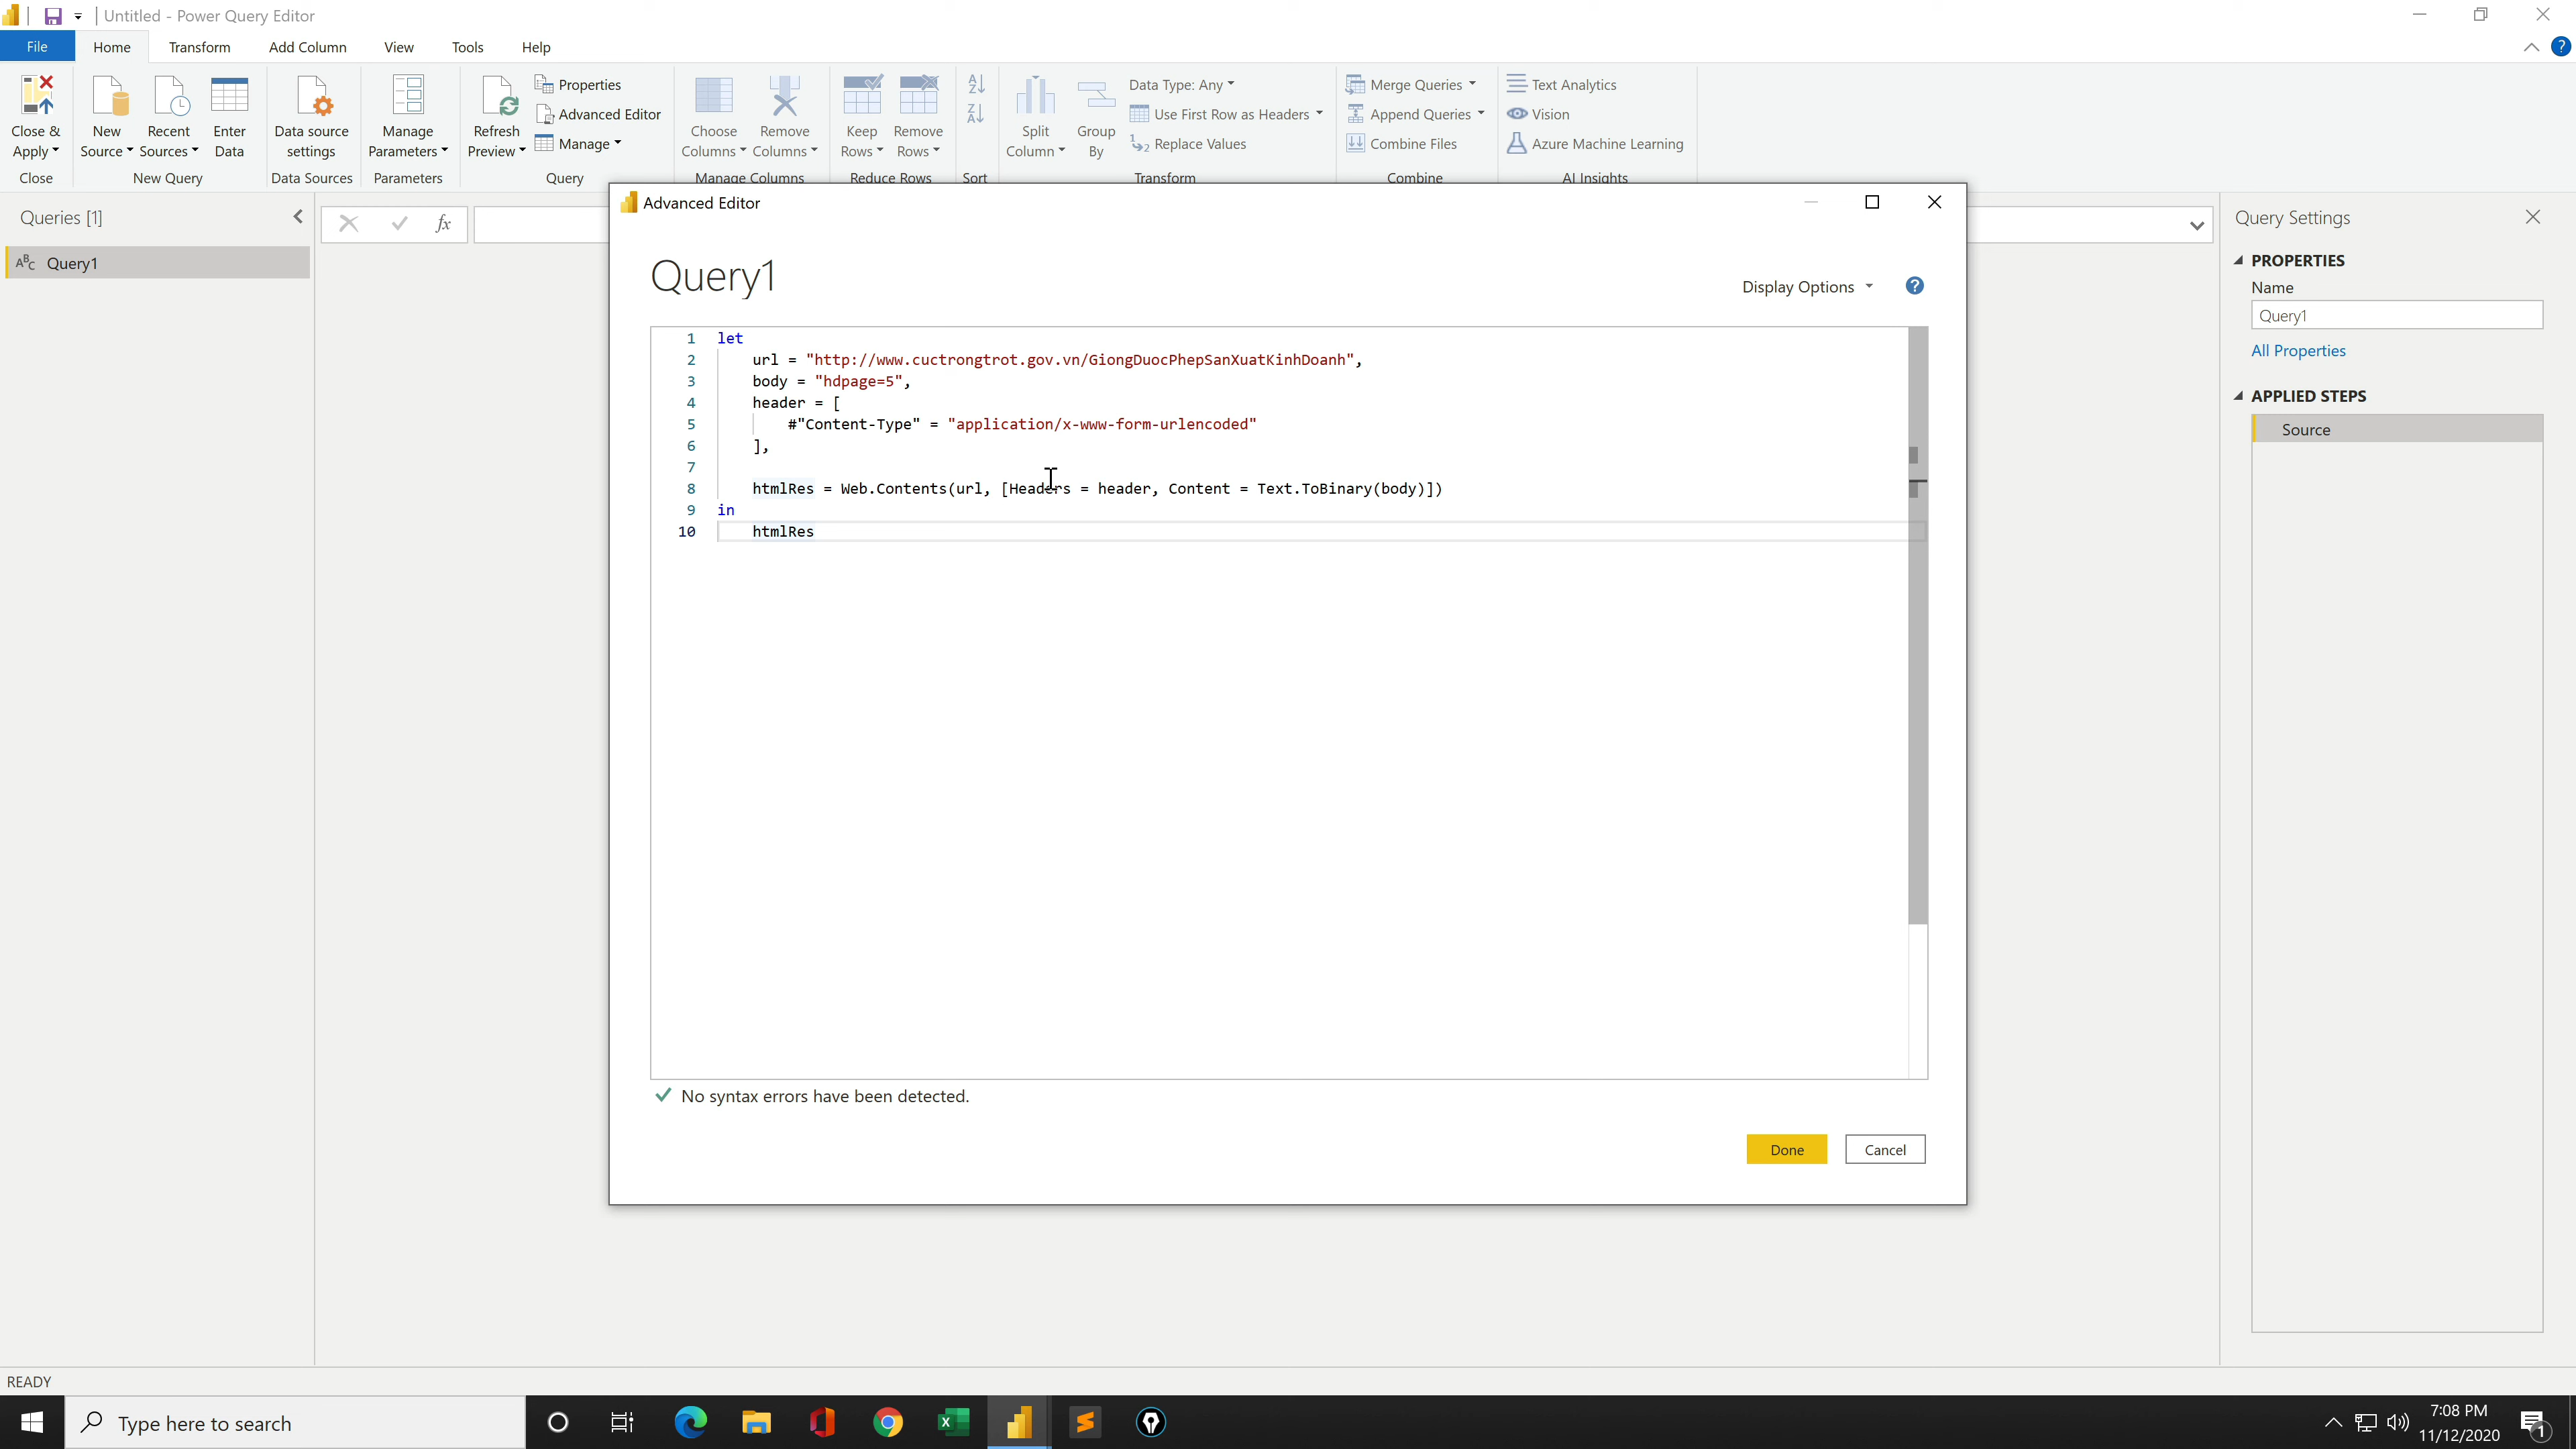 Untitled - Power Query Editor
File Home Transform Add Column View Tools Help
Close & Apply
Close
New Source
Recent Sources
Enter Data
New Query
Data source settings
Data Sources
Manage Parameters
Parameters
Refresh Preview
Properties
Advanced Editor
Manage
Query
Choose Columns
Remove Columns
Manage Columns
Keep Rows
Remove Rows
Reduce Rows
Sort
Split Column
Group By
Data Type: Any
Use First Row as Headers
Replace Values
Transform
Merge Queries
Append Queries
Combine Files
Combine
Text Analytics
Vision
Azure Machine Learning
AI Insights
Queries [1]
Query1
fx
Advanced Editor
Query1
Display Options
1 let
2 url = "http://www.cuctrongtrot.gov.vn/GiongDuocPhepSanXuatKinhDoanh",
3 body = "hdpage=5",
4 header = [
5 #"Content-Type" = "application/x-www-form-urlencoded"
6 ],
7
8 htmlRes = Web.Contents(url, [Headers = header, Content = Text.ToBinary(body)])
9 in
10 htmlRes
No syntax errors have been detected.
Done Cancel
Query Settings
PROPERTIES
Name
Query1
All Properties
APPLIED STEPS
Source
READY
Type here to search
7:08 PM
11/12/2020
1